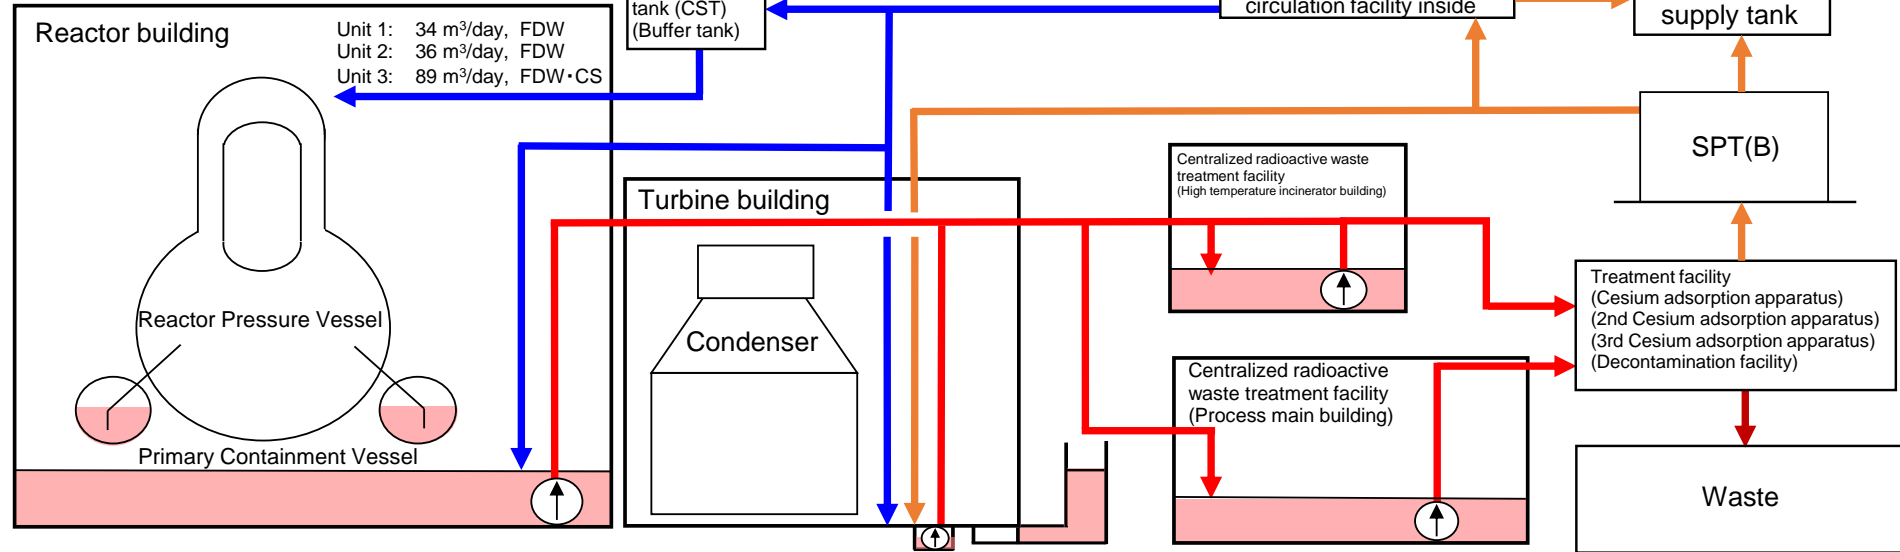 Reactor building
Unit 1: 34 m³/day, FDW
Unit 2: 36 m³/day, FDW
Unit 3: 89 m³/day, FDW・CS
Reactor Pressure Vessel
Primary Containment Vessel
tank (CST)
(Buffer tank)
Turbine building
Condenser
circulation facility inside
supply tank
SPT(B)
Centralized radioactive waste
treatment facility
(High temperature incinerator building)
Centralized radioactive
waste treatment facility
(Process main building)
Treatment facility
(Cesium adsorption apparatus)
(2nd Cesium adsorption apparatus)
(3rd Cesium adsorption apparatus)
(Decontamination facility)
Waste